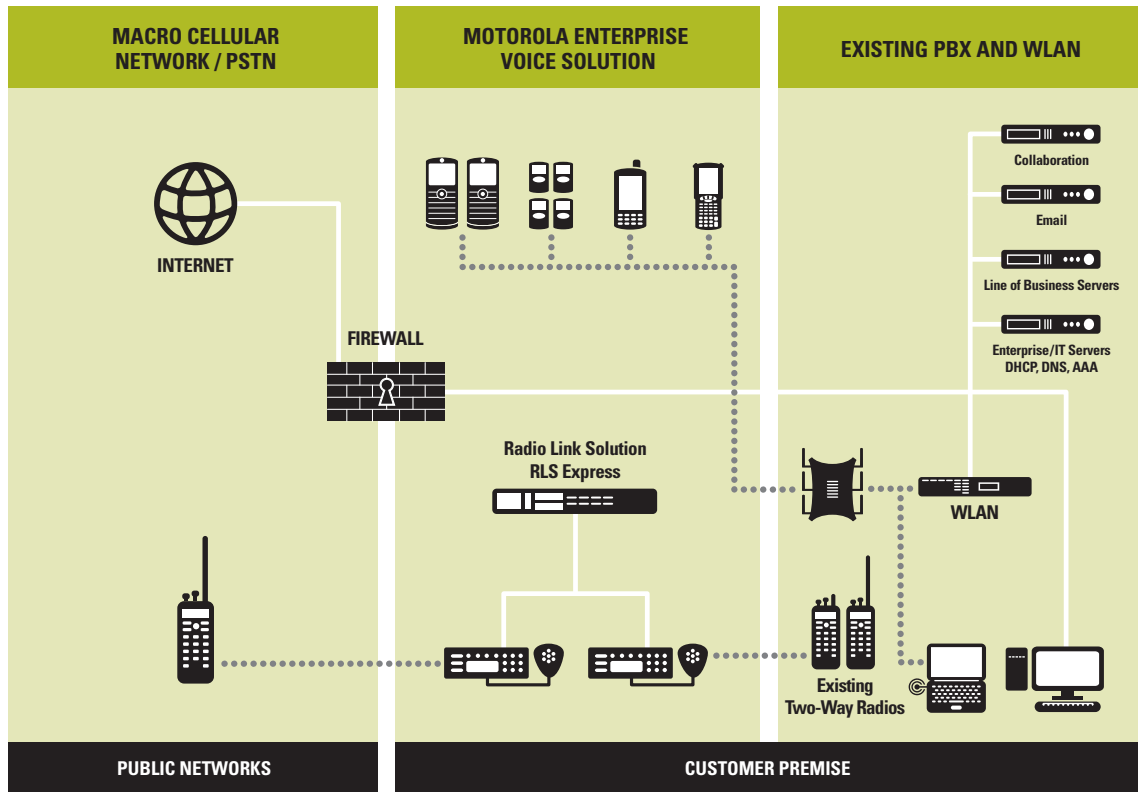 MACRO CELLULAR
NETWORK / PSTN
MOTOROLA ENTERPRISE
VOICE SOLUTION
EXISTING PBX AND WLAN
INTERNET
FIREWALL
Radio Link Solution
RLS Express
Collaboration
Email
Line of Business Servers
Enterprise/IT Servers
DHCP, DNS, AAA
WLAN
Existing
Two-Way Radios
PUBLIC NETWORKS
CUSTOMER PREMISE